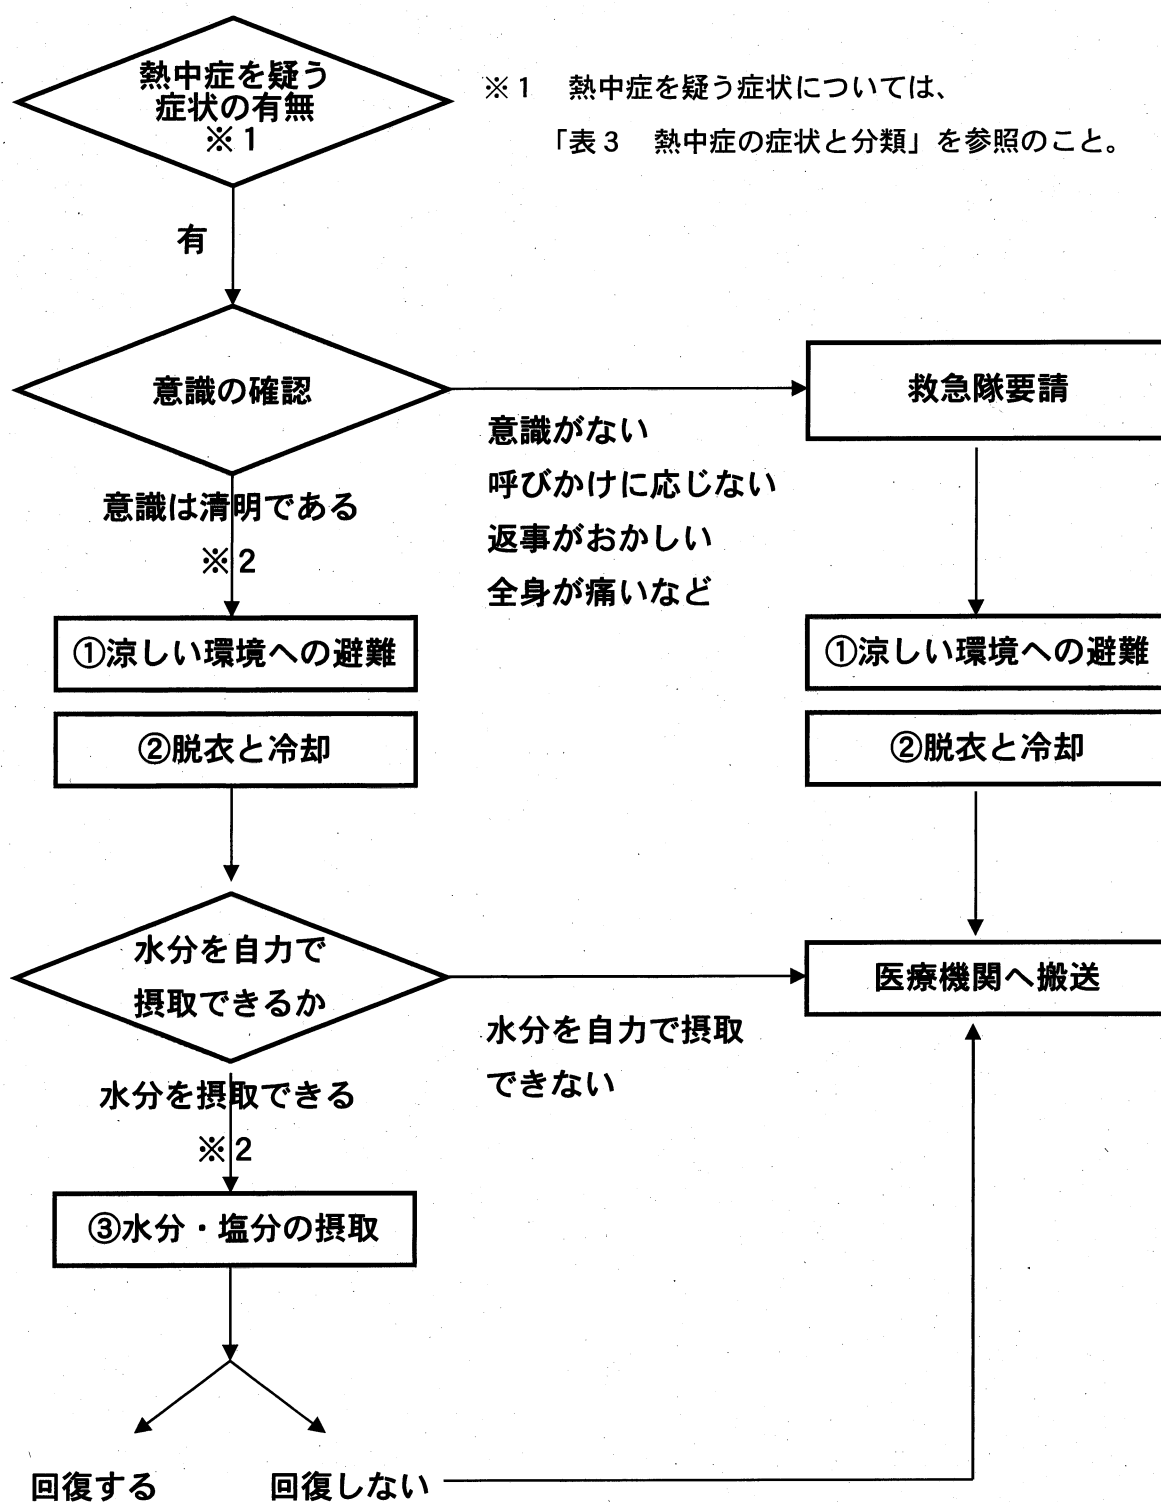 熱中症を疑う
症状の有無
※1
※1　熱中症を疑う症状については、
「表3　熱中症の症状と分類」を参照のこと。
有
意識の確認
救急隊要請
意識がない
呼びかけに応じない
返事がおかしい
全身が痛いなど
意識は清明である
※2
①涼しい環境への避難
②脱衣と冷却
①涼しい環境への避難
②脱衣と冷却
水分を自力で
摂取できるか
医療機関へ搬送
水分を自力で摂取
できない
水分を摂取できる
※2
③水分・塩分の摂取
回復する
回復しない